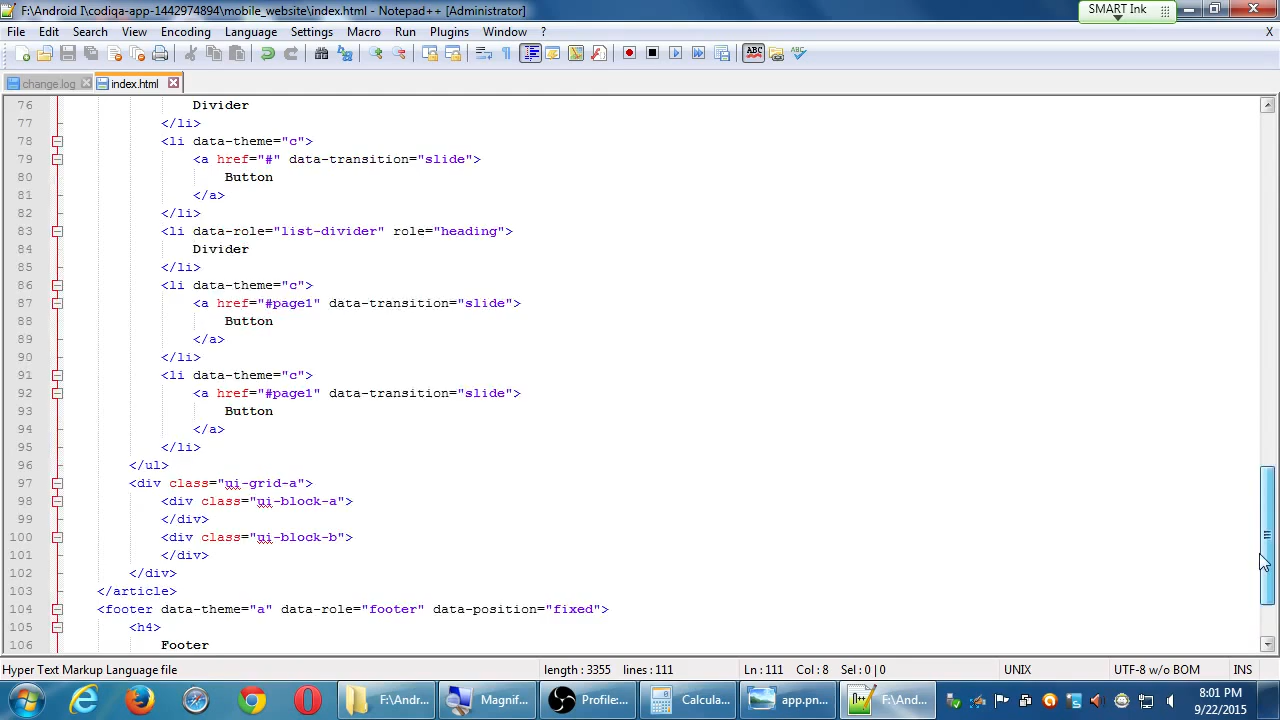 F:\Android I\codiqa-app-1442974894\mobile_website\index.html - Notepad++ [Administrator]
SMART Ink
File Edit Search View Encoding Language Settings Macro Run Plugins Window ? X
ABC ABC
change.log index.html
76 Divider
77 </li>
78 <li data-theme="c">
79 <a href="#" data-transition="slide">
80 Button
81 </a>
82 </li>
83 <li data-role="list-divider" role="heading">
84 Divider
85 </li>
86 <li data-theme="c">
87 <a href="#page1" data-transition="slide">
88 Button
89 </a>
90 </li>
91 <li data-theme="c">
92 <a href="#page1" data-transition="slide">
93 Button
94 </a>
95 </li>
96 </ul>
97 <div class="ui-grid-a">
98 <div class="ui-block-a">
99 </div>
100 <div class="ui-block-b">
101 </div>
102 </div>
103 </article>
104 <footer data-theme="a" data-role="footer" data-position="fixed">
105 <h4>
106 Footer
Hyper Text Markup Language file length : 3355 lines : 111 Ln : 111 Col : 8 Sel : 0 | 0 UNIX UTF-8 w/o BOM INS
F:\Andr... Magnif... Profile:... Calcula... app.pn... F:\And... 8:01 PM
9/22/2015